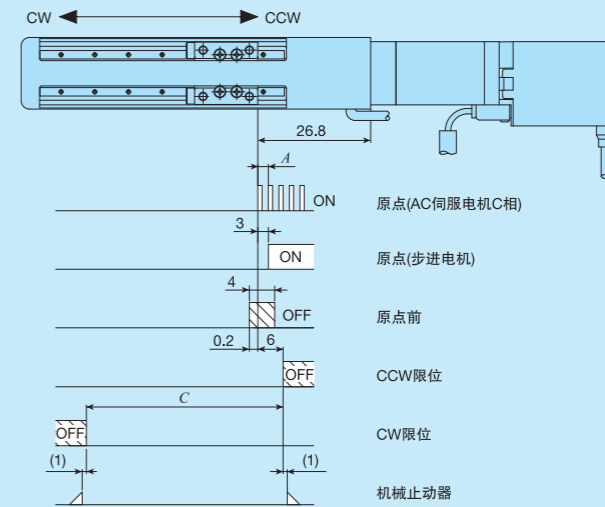 CW CCW
26.8
A
ON 原点(AC伺服电机C相)
3
ON 原点(步进电机)
4
OFF 原点前
0.2 6
OFF CCW限位
C
OFF CW限位
(1) (1)
机械止动器